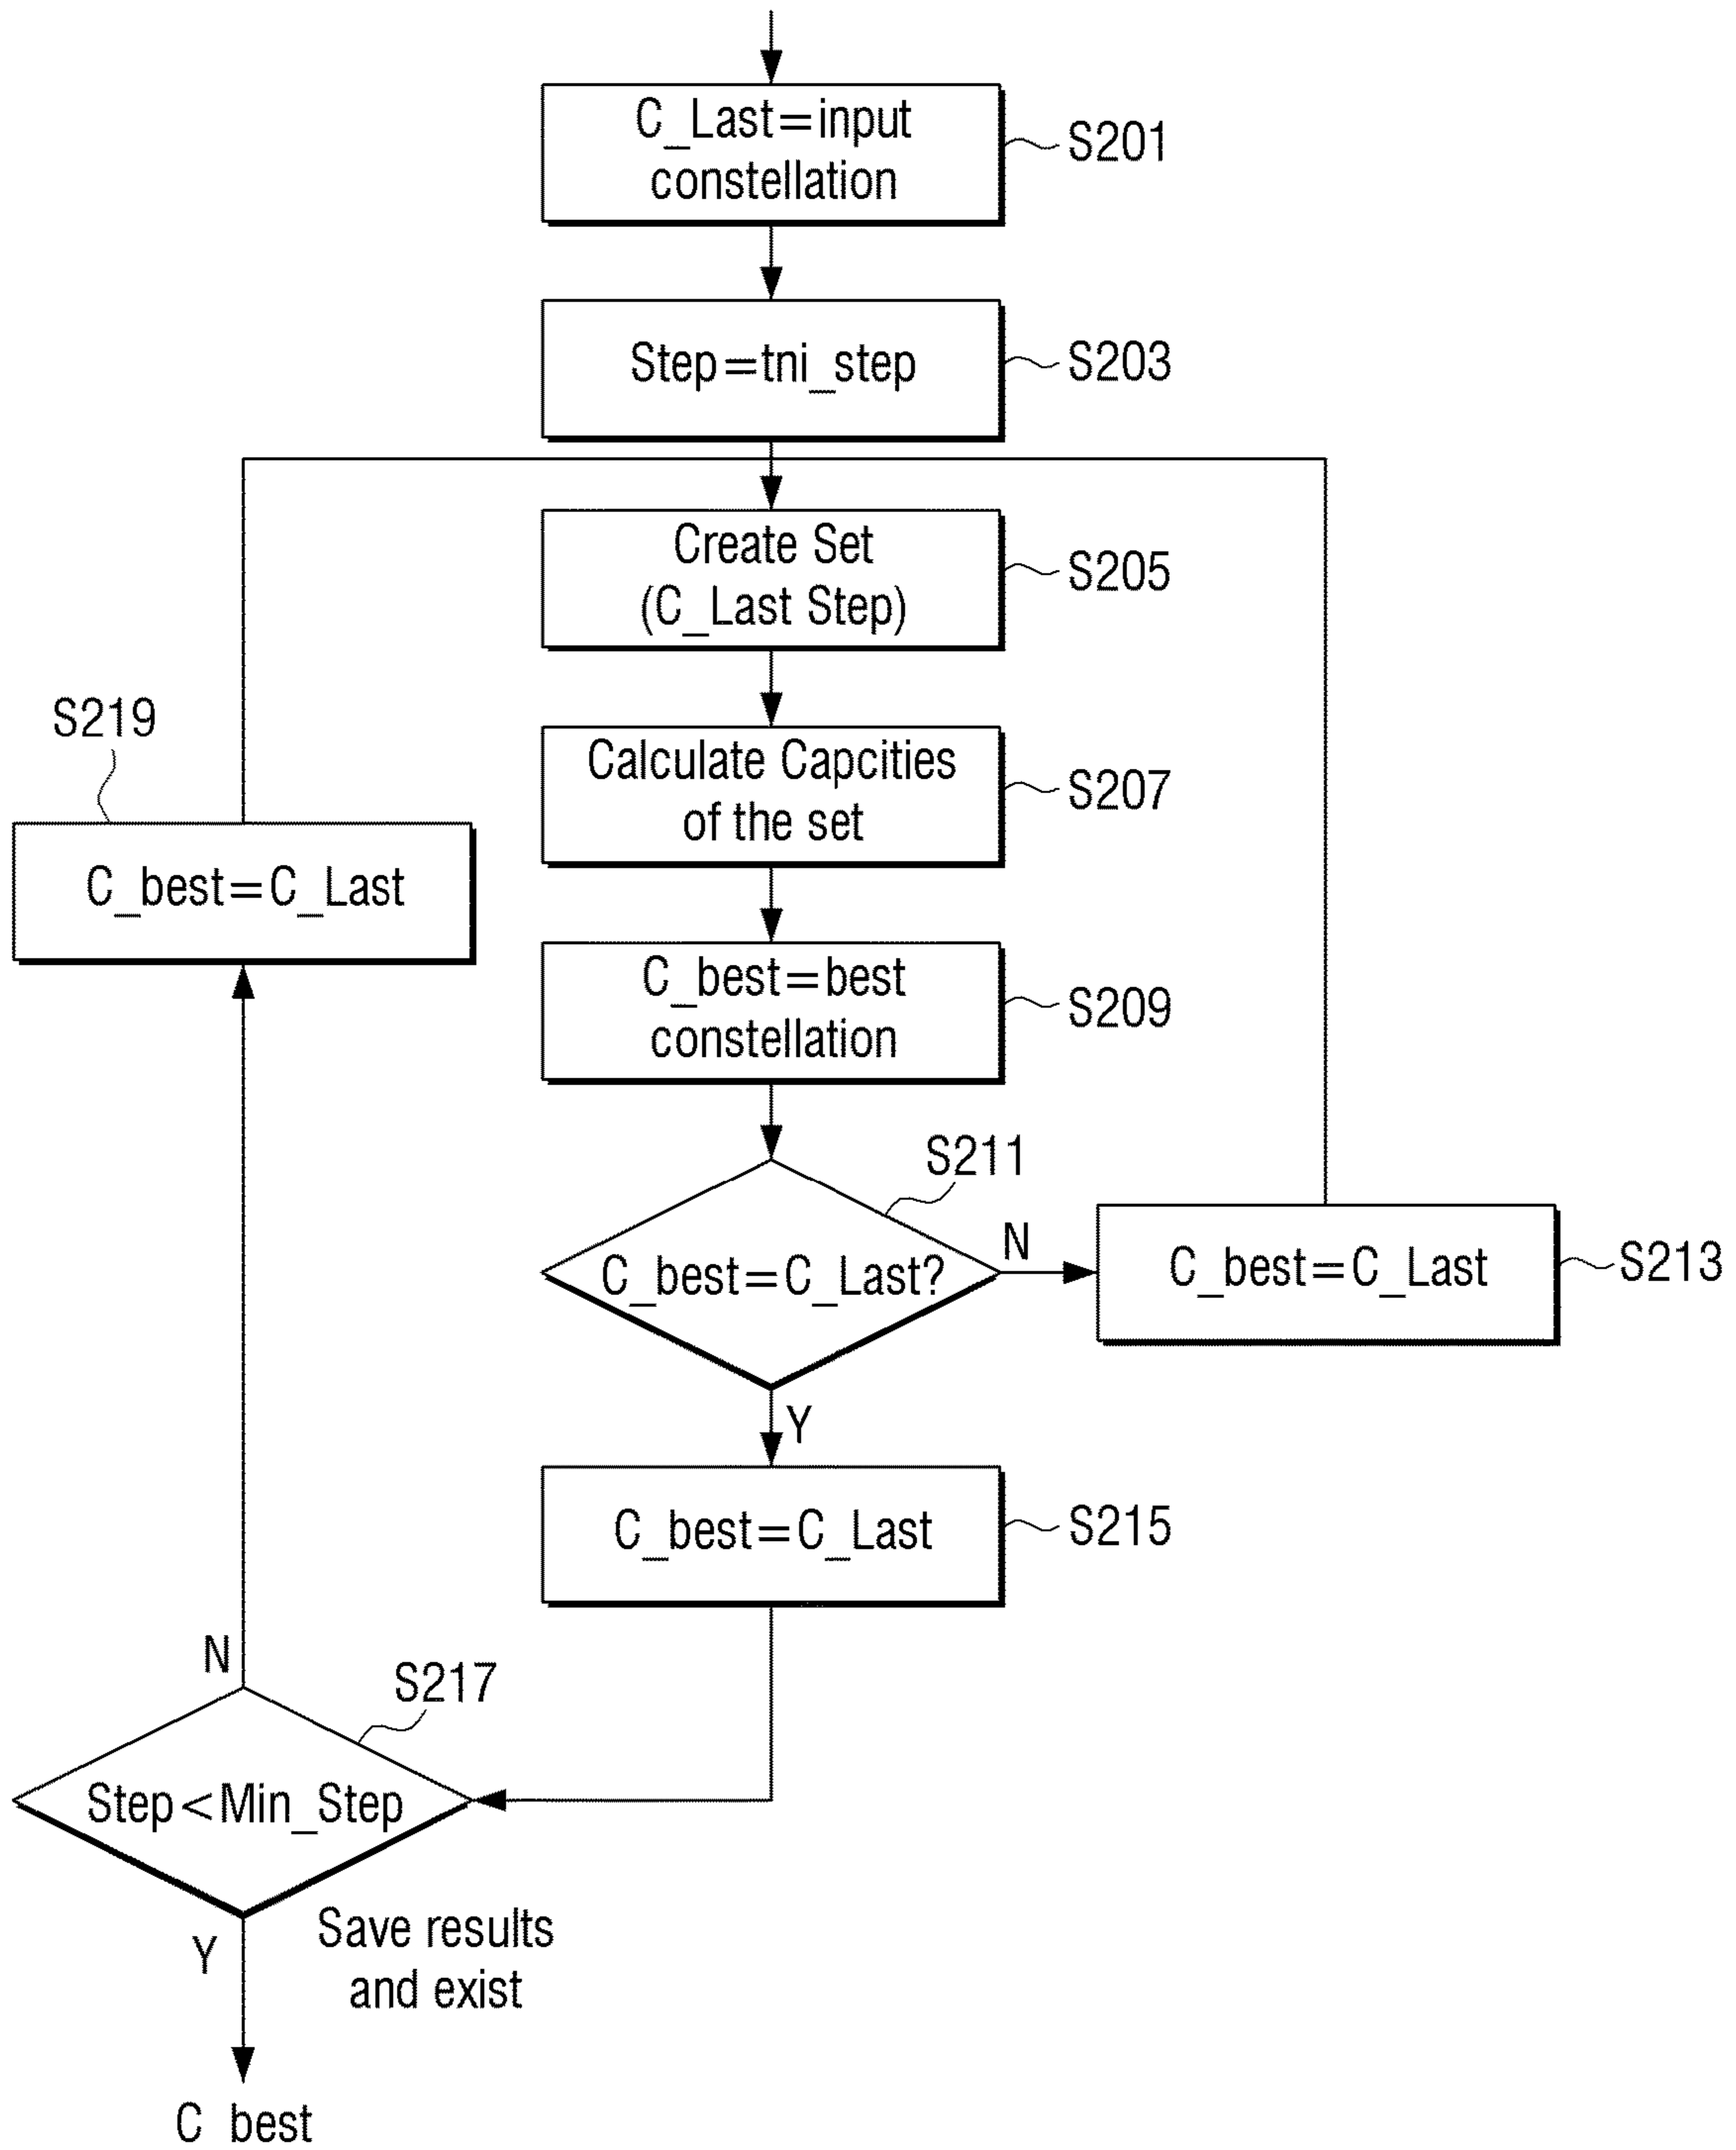 C_Last=input
constellation
S201
Step=tni_step
S203
Create Set
(C_Last Step)
S205
Calculate Capcities
of the set
S207
S219
C_best=C_Last
C_best=best
constellation
S209
S211
C_best=C_Last?
N
C_best=C_Last
S213
Y
C_best=C_Last
S215
N
S217
Step<Min_Step
Y
Save results
and exist
C best